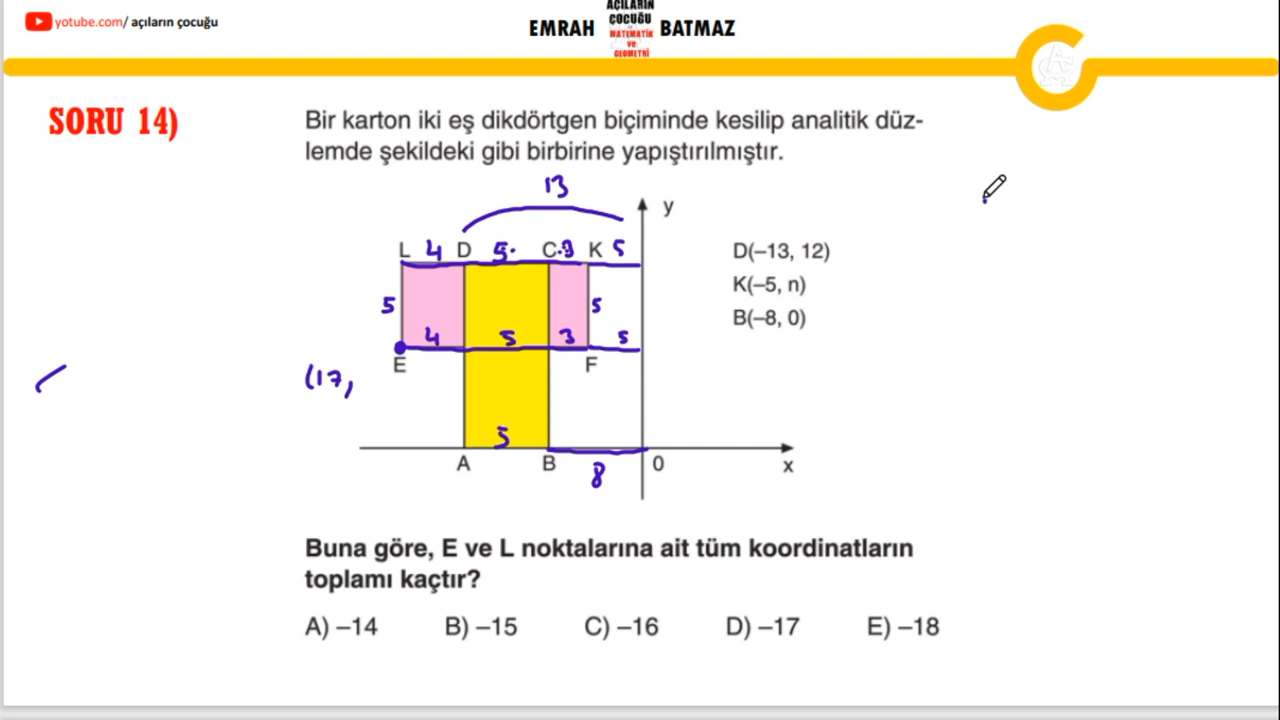 yotube.com/ açıların çocuğu
EMRAH
AÇILARIN
ÇOCUĞU
MATEMATİK
ve
GEOMETRİ
BATMAZ
SORU 14)
Bir karton iki eş dikdörtgen biçiminde kesilip analitik düz-
lemde şekildeki gibi birbirine yapıştırılmıştır.
13
y
L 4 D 5 C 3 K 5
D(–13, 12)
K(–5, n)
B(–8, 0)
5 5
4 5 3 5
E F
(17,
5
A B 0 x
8
Buna göre, E ve L noktalarına ait tüm koordinatların
toplamı kaçtır?
A) –14 B) –15 C) –16 D) –17 E) –18